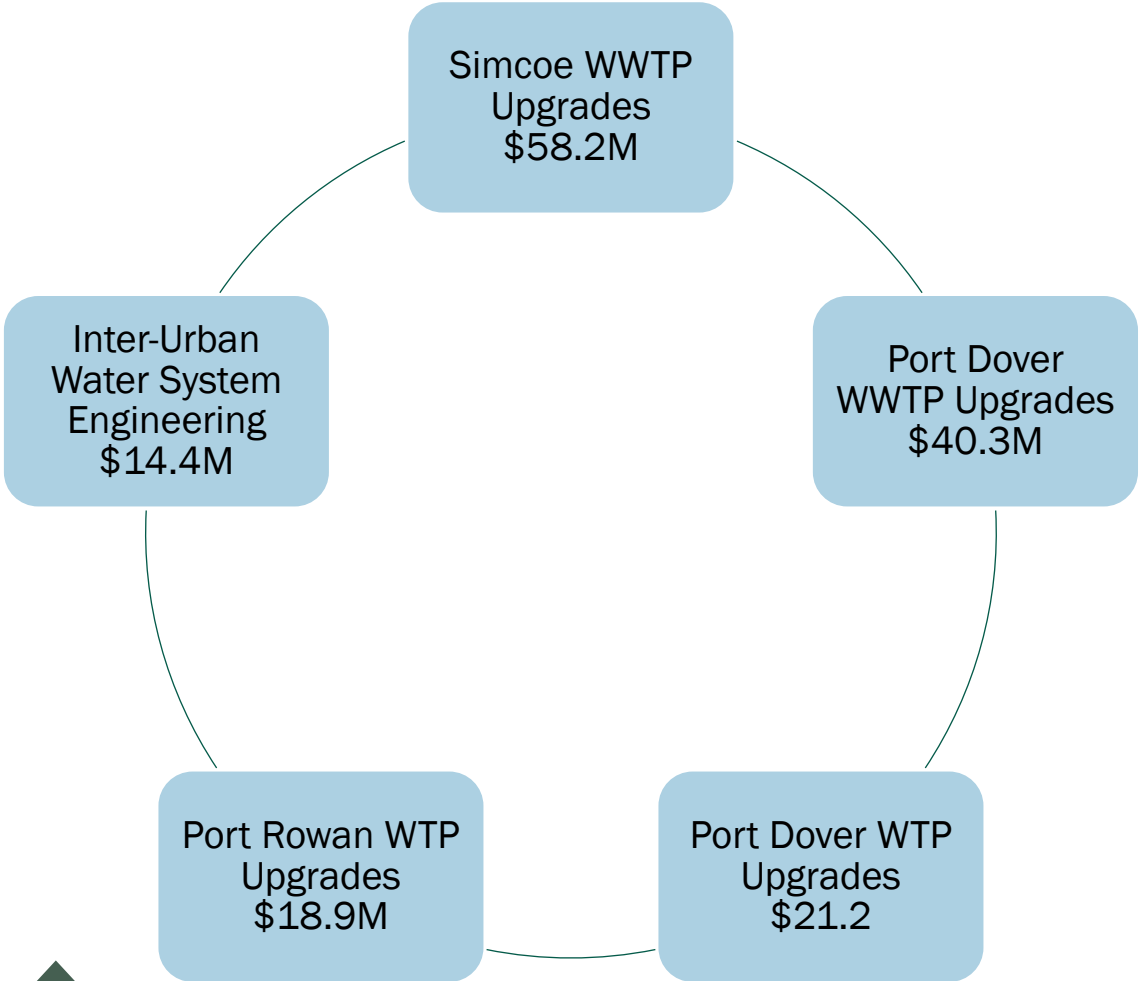 Simcoe WWTP
Upgrades
$58.2M
Port Dover
WWTP Upgrades
$40.3M
Port Dover WTP
Upgrades
$21.2
Port Rowan WTP
Upgrades
$18.9M
Inter-Urban
Water System
Engineering
$14.4M